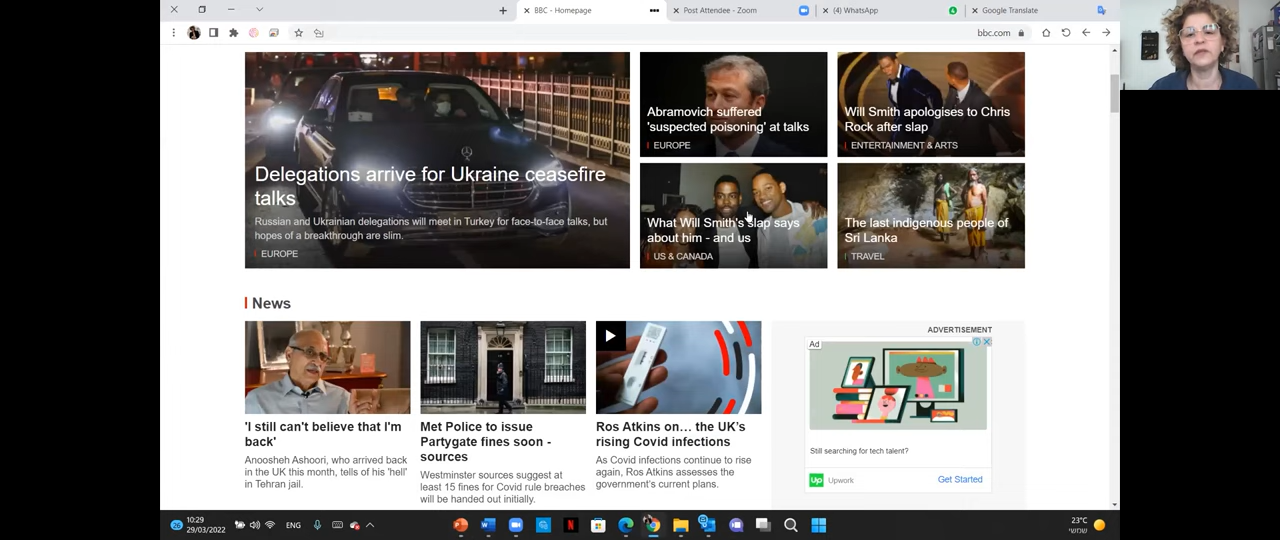 BBC - Homepage
Post Attendee - Zoom
(4) WhatsApp
Google Translate
bbc.com
Delegations arrive for Ukraine ceasefire
talks
Russian and Ukrainian delegations will meet in Turkey for face-to-face talks, but
hopes of a breakthrough are slim.
EUROPE
Abramovich suffered
'suspected poisoning' at talks
EUROPE
Will Smith apologises to Chris
Rock after slap
ENTERTAINMENT & ARTS
What Will Smith's slap says
about him - and us
US & CANADA
The last indigenous people of
Sri Lanka
TRAVEL
News
'I still can't believe that I'm
back'
Anoosheh Ashoori, who arrived back
in the UK this month, tells of his 'hell'
in Tehran jail.
Met Police to issue
Partygate fines soon -
sources
Westminster sources suggest at
least 15 fines for Covid rule breaches
will be handed out initially.
Ros Atkins on... the UK's
rising Covid infections
As Covid infections continue to rise
again, Ros Atkins assesses the
government's current plans.
ADVERTISEMENT
Ad
Still searching for tech talent?
Up
Upwork
Get Started
26
10:29
29/03/2022
ENG
23°C
שמשי